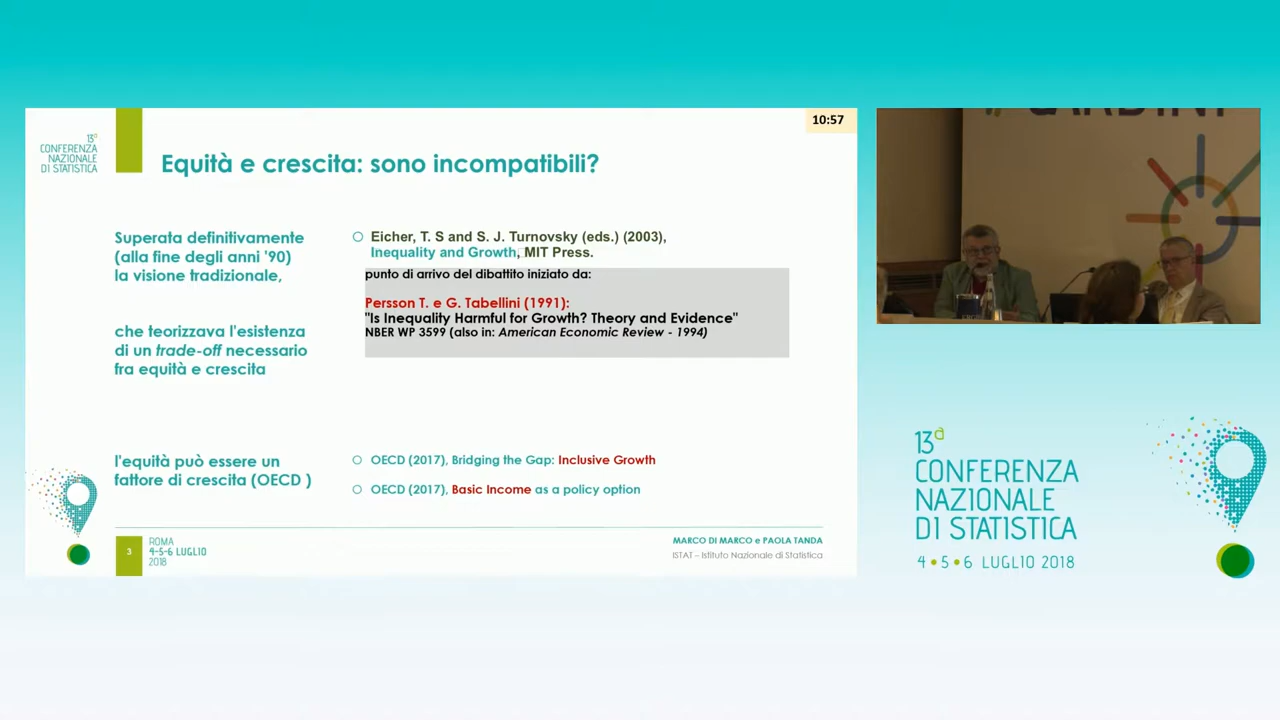 10:57
13ª
CONFERENZA
NAZIONALE
DI STATISTICA
Equità e crescita: sono incompatibili?
Superata definitivamente
(alla fine degli anni '90)
la visione tradizionale,
che teorizzava l'esistenza
di un trade-off necessario
fra equità e crescita
Eicher, T. S and S. J. Turnovsky (eds.) (2003),
Inequality and Growth, MIT Press.
punto di arrivo del dibattito iniziato da:
Persson T. e G. Tabellini (1991):
"Is Inequality Harmful for Growth? Theory and Evidence"
NBER WP 3599 (also in: American Economic Review - 1994)
l'equità può essere un
fattore di crescita (OECD )
OECD (2017), Bridging the Gap: Inclusive Growth
OECD (2017), Basic Income as a policy option
3
ROMA
4-5-6 LUGLIO
2018
MARCO DI MARCO e PAOLA TANDA
ISTAT – Istituto Nazionale di Statistica
13ª
CONFERENZA
NAZIONALE
DI STATISTICA
4•5•6 LUGLIO 2018